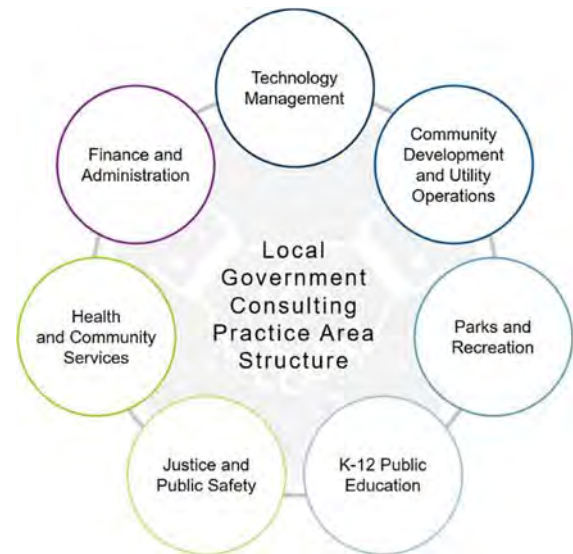 Technology
Management
Finance and
Administration
Community
Development
and Utility
Operations
Local
Government
Consulting
Practice Area
Structure
Health
and Community
Services
Parks and
Recreation
Justice and
Public Safety
K-12 Public
Education